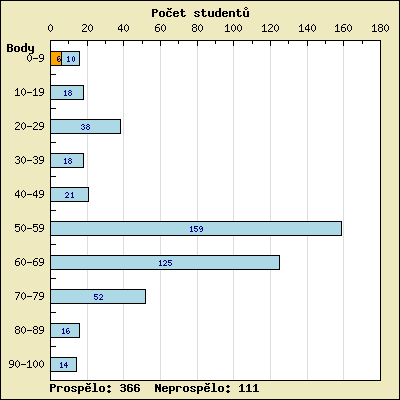 Počet studentů
0 20 40 60 80 100 120 140 160 180
Body
0-9 6 10
10-19 18
20-29 38
30-39 18
40-49 21
50-59 159
60-69 125
70-79 52
80-89 16
90-100 14
Prospělo: 366 Neprospělo: 111